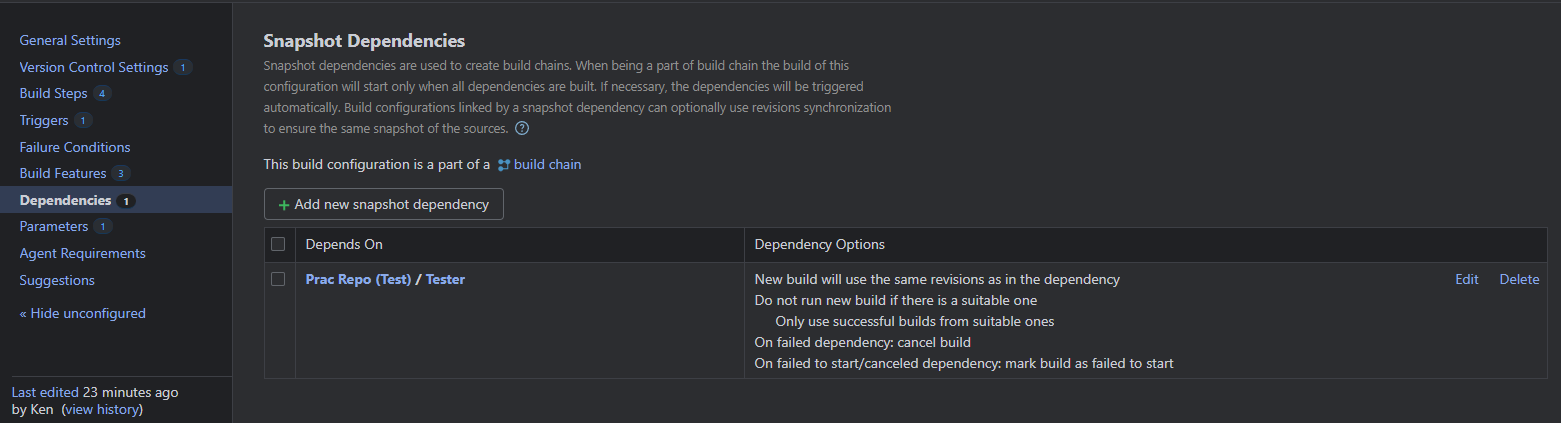 General Settings
Version Control Settings 1
Build Steps 4
Triggers 1
Failure Conditions
Build Features 3
Dependencies 1
Parameters 1
Agent Requirements
Suggestions
« Hide unconfigured
Last edited 23 minutes ago
by Ken (view history)
Snapshot Dependencies
Snapshot dependencies are used to create build chains. When being a part of build chain the build of this
configuration will start only when all dependencies are built. If necessary, the dependencies will be triggered
automatically. Build configurations linked by a snapshot dependency can optionally use revisions synchronization
to ensure the same snapshot of the sources. ?
This build configuration is a part of a build chain
+ Add new snapshot dependency
Depends On
Dependency Options
Prac Repo (Test) / Tester
New build will use the same revisions as in the dependency
Do not run new build if there is a suitable one
Only use successful builds from suitable ones
On failed dependency: cancel build
On failed to start/canceled dependency: mark build as failed to start
Edit
Delete